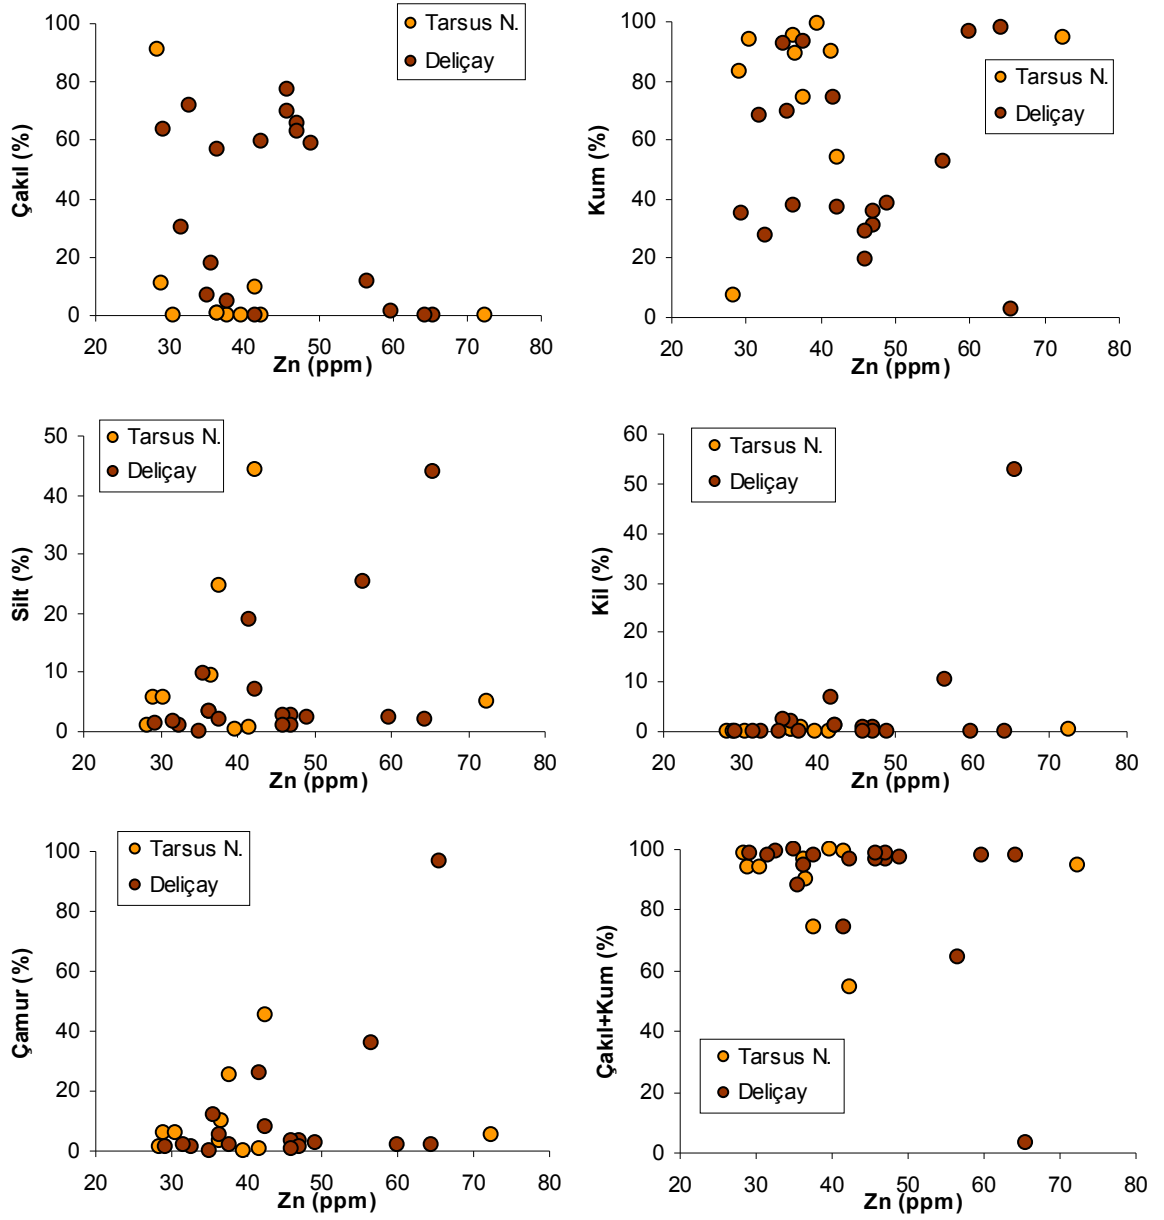 Çakıl (%)
100
80
60
40
20
0
20 30 40 50 60 70 80
Zn (ppm)
Tarsus N.
Deliçay
Kum (%)
100
80
60
40
20
0
20 30 40 50 60 70 80
Zn (ppm)
Tarsus N.
Deliçay
Silt (%)
50
40
30
20
10
0
20 30 40 50 60 70 80
Zn (ppm)
Tarsus N.
Deliçay
Kil (%)
60
50
40
30
20
10
0
20 30 40 50 60 70 80
Zn (ppm)
Tarsus N.
Deliçay
Çamur (%)
100
80
60
40
20
0
20 30 40 50 60 70 80
Zn (ppm)
Tarsus N.
Deliçay
Çakıl+Kum (%)
100
80
60
40
20
0
20 30 40 50 60 70 80
Zn (ppm)
Tarsus N.
Deliçay